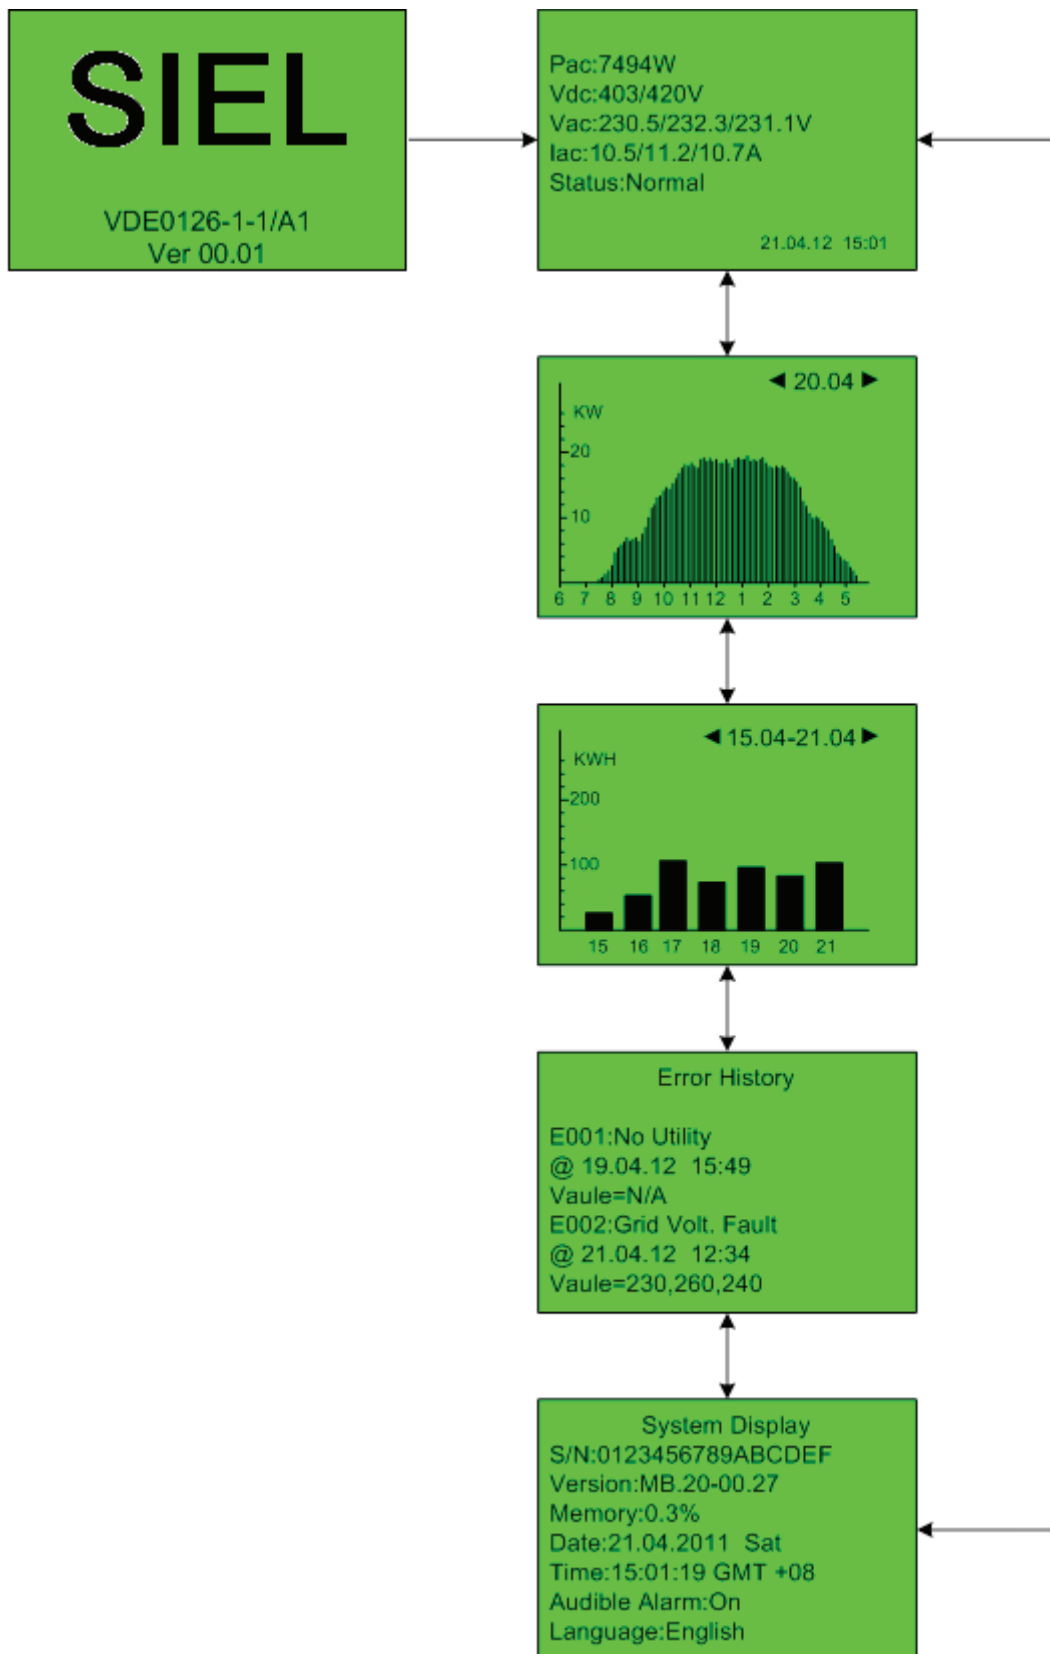 SIEL
VDE0126-1-1/A1
Ver 00.01
Pac:7494W
Vdc:403/420V
Vac:230.5/232.3/231.1V
Iac:10.5/11.2/10.7A
Status:Normal
21.04.12 15:01
◄ 20.04 ►
KW
20
10
6 7 8 9 10 11 12 1 2 3 4 5
◄ 15.04-21.04 ►
KWH
200
100
15 16 17 18 19 20 21
Error History
E001:No Utility
@ 19.04.12 15:49
Vaule=N/A
E002:Grid Volt. Fault
@ 21.04.12 12:34
Vaule=230,260,240
System Display
S/N:0123456789ABCDEF
Version:MB.20-00.27
Memory:0.3%
Date:21.04.2011 Sat
Time:15:01:19 GMT +08
Audible Alarm:On
Language:English